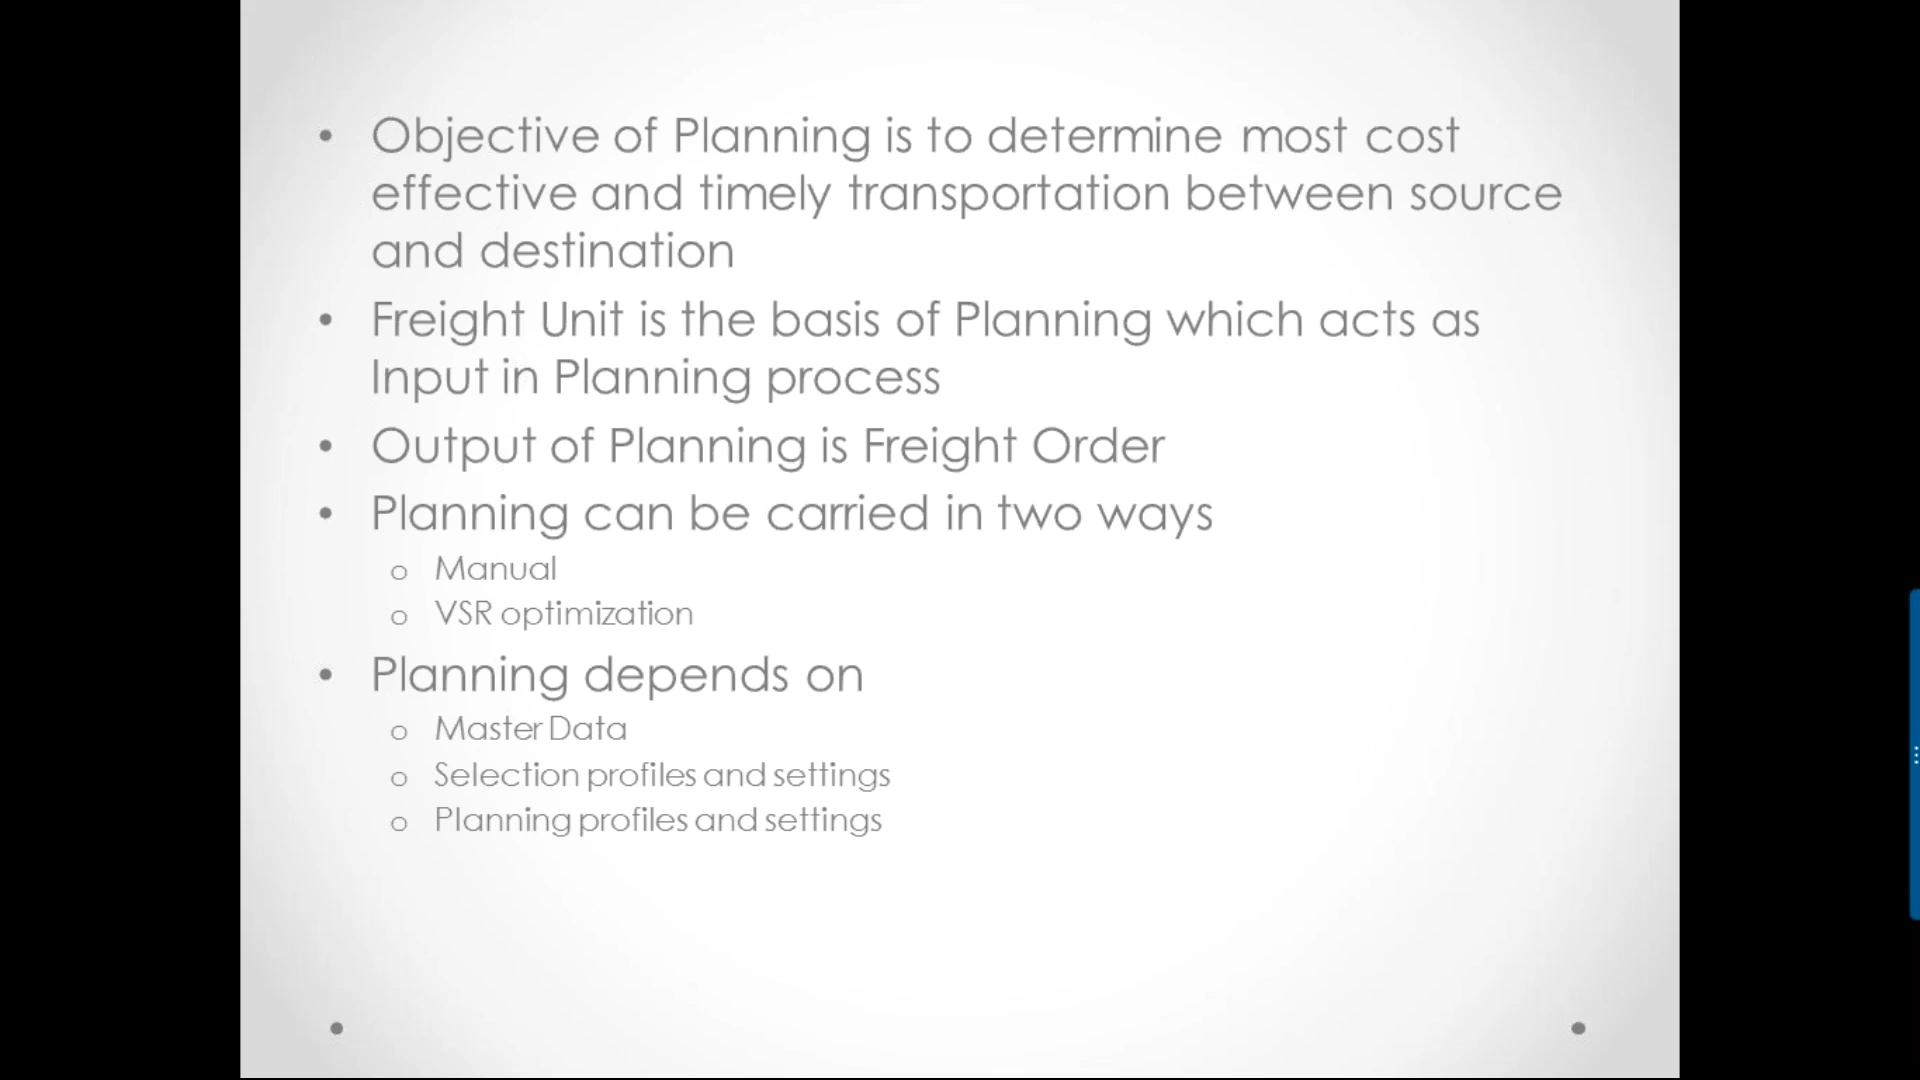 • Objective of Planning is to determine most cost
effective and timely transportation between source
and destination
• Freight Unit is the basis of Planning which acts as
Input in Planning process
• Output of Planning is Freight Order
• Planning can be carried in two ways
o Manual
o VSR optimization
• Planning depends on
o Master Data
o Selection profiles and settings
o Planning profiles and settings